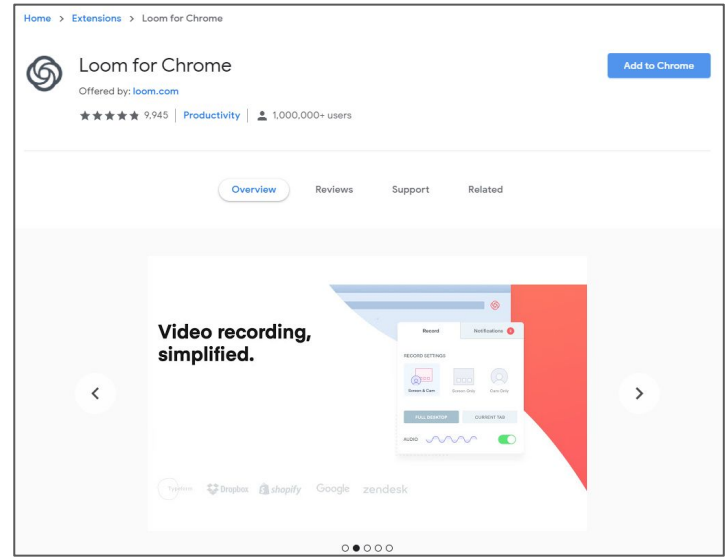 Home > Extensions > Loom for Chrome
Loom for Chrome
Add to Chrome
Offered by: loom.com
9,945 | Productivity | 1,000,000+ users
Overview Reviews Support Related
Video recording,
simplified.
Record Notifications
RECORD SETTINGS
Screen & Cam Screen Only Cam Only
FULL DESKTOP CURRENT TAB
AUDIO
Typeform Dropbox shopify Google zendesk